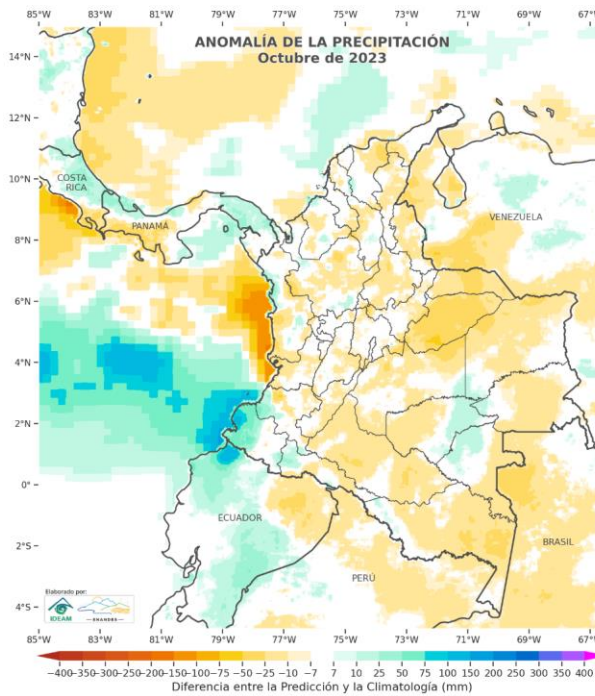 ANOMALÍA DE LA PRECIPITACIÓN
Octubre de 2023
14°N
12°N
10°N
8°N
6°N
4°N
2°N
0°
2°S
4°S
COSTA
RICA
PANAMÁ
VENEZUELA
ECUADOR
PERÚ
BRASIL
Elaborado por:
IDEAM
85°W 83°W 81°W 79°W 77°W 75°W 73°W 71°W 69°W 67°W
−400 −350 −300 −250 −200 −150 −100 −75 −50 −25 −10 −7 7 10 25 50 75 100 150 200 250 300 350 400
Diferencia entre la Predicción y la Climatología (mm)